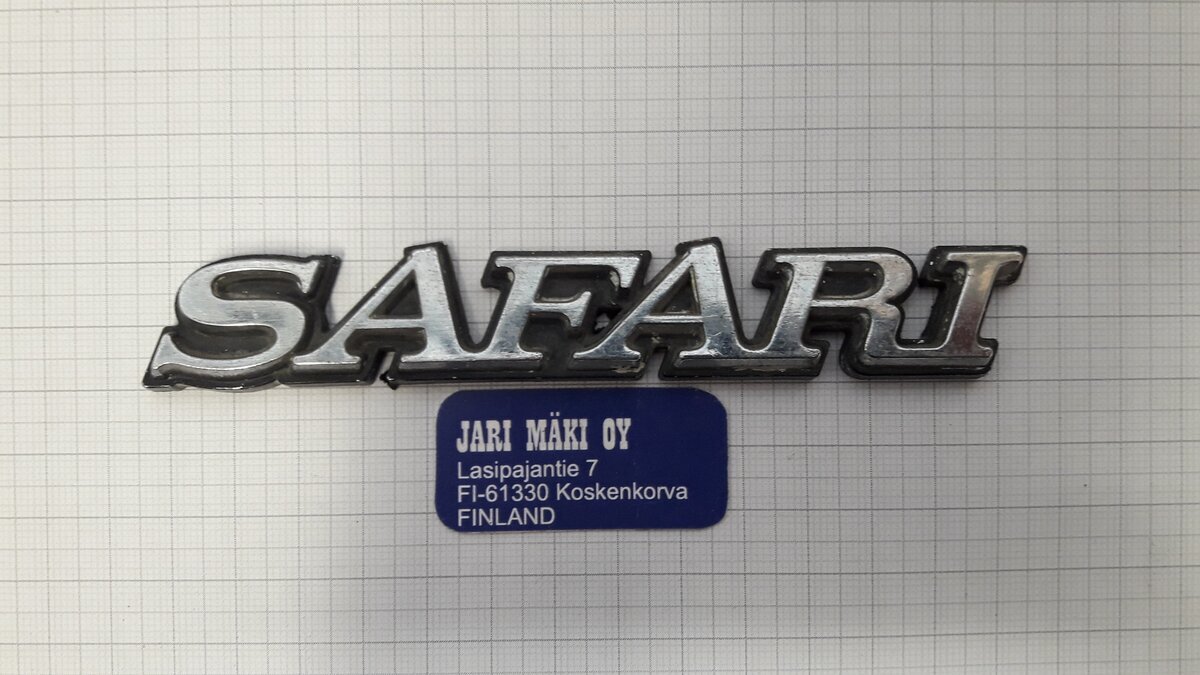 SAFARI
JARI MÄKI OY
Lasipajantie 7
FI-61330 Koskenkorva
FINLAND